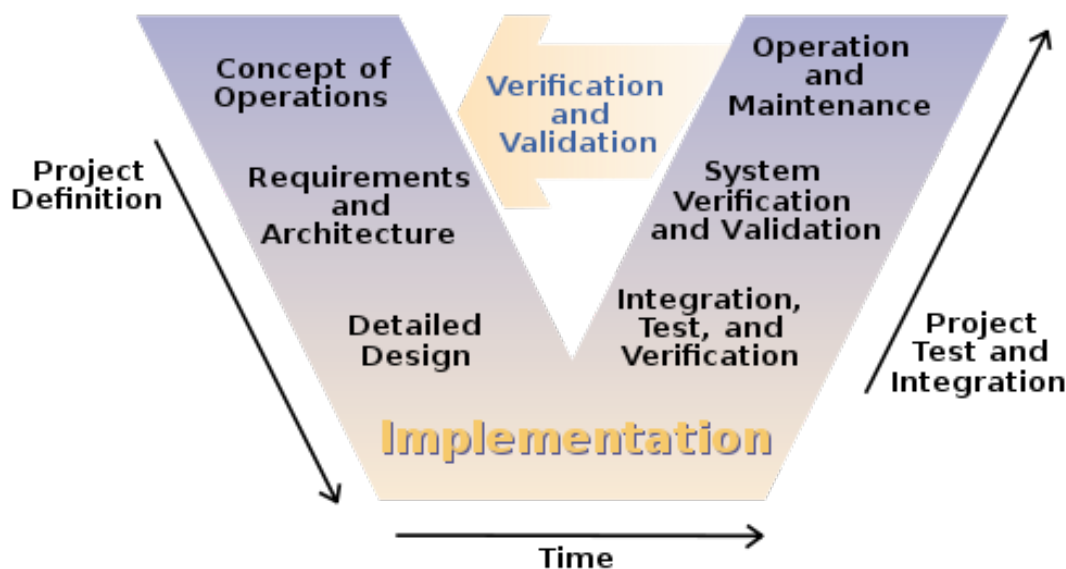 Concept of
Operations
Verification
and
Validation
Operation
and
Maintenance
Project
Definition
Requirements
and
Architecture
System
Verification
and Validation
Detailed
Design
Integration,
Test, and
Verification
Project
Test and
Integration
Implementation
Time